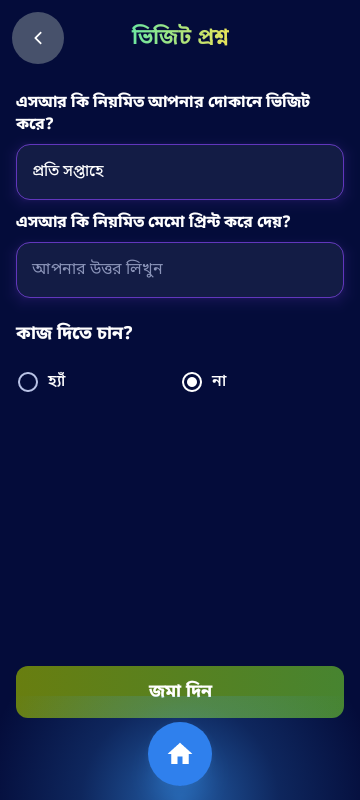 ভিজিট প্রশ্ন
এসআর কি নিয়মিত আপনার দোকানে ভিজিট
করে?
প্রতি সপ্তাহে
এসআর কি নিয়মিত মেমো প্রিন্ট করে দেয়?
আপনার উত্তর লিখুন
কাজ দিতে চান?
হ্যাঁ না
জমা দিন